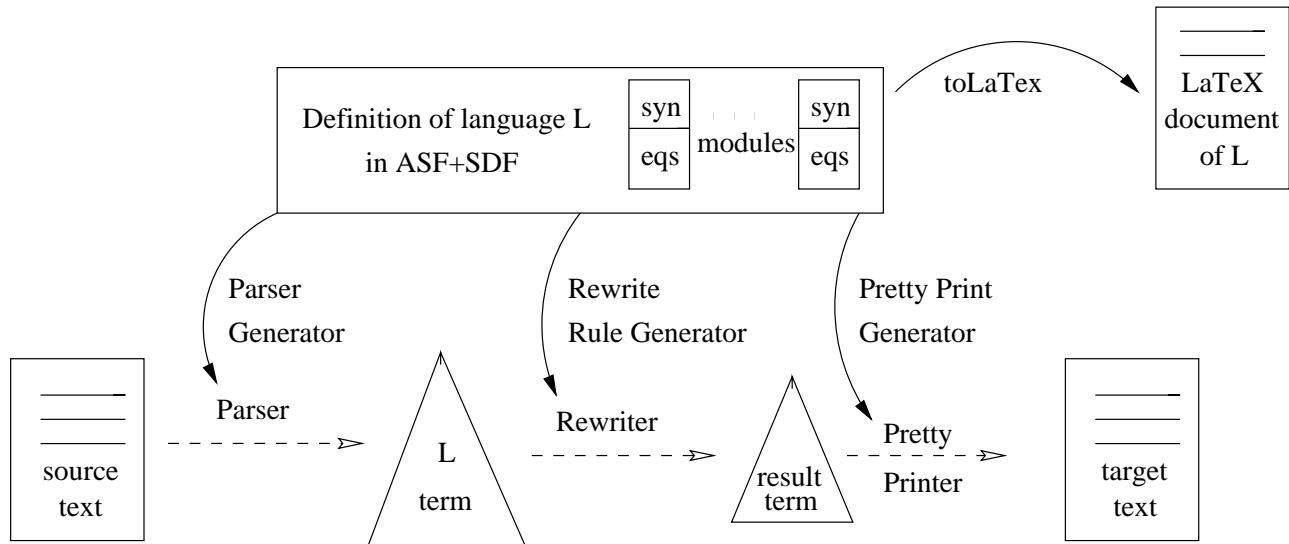 Definition of language L
in ASF+SDF
syn
eqs
modules
syn
eqs
toLaTex
LaTeX
document
of L
Parser
Generator
Rewrite
Rule Generator
Pretty Print
Generator
source
text
Parser
L
term
Rewriter
result
term
Pretty
Printer
target
text